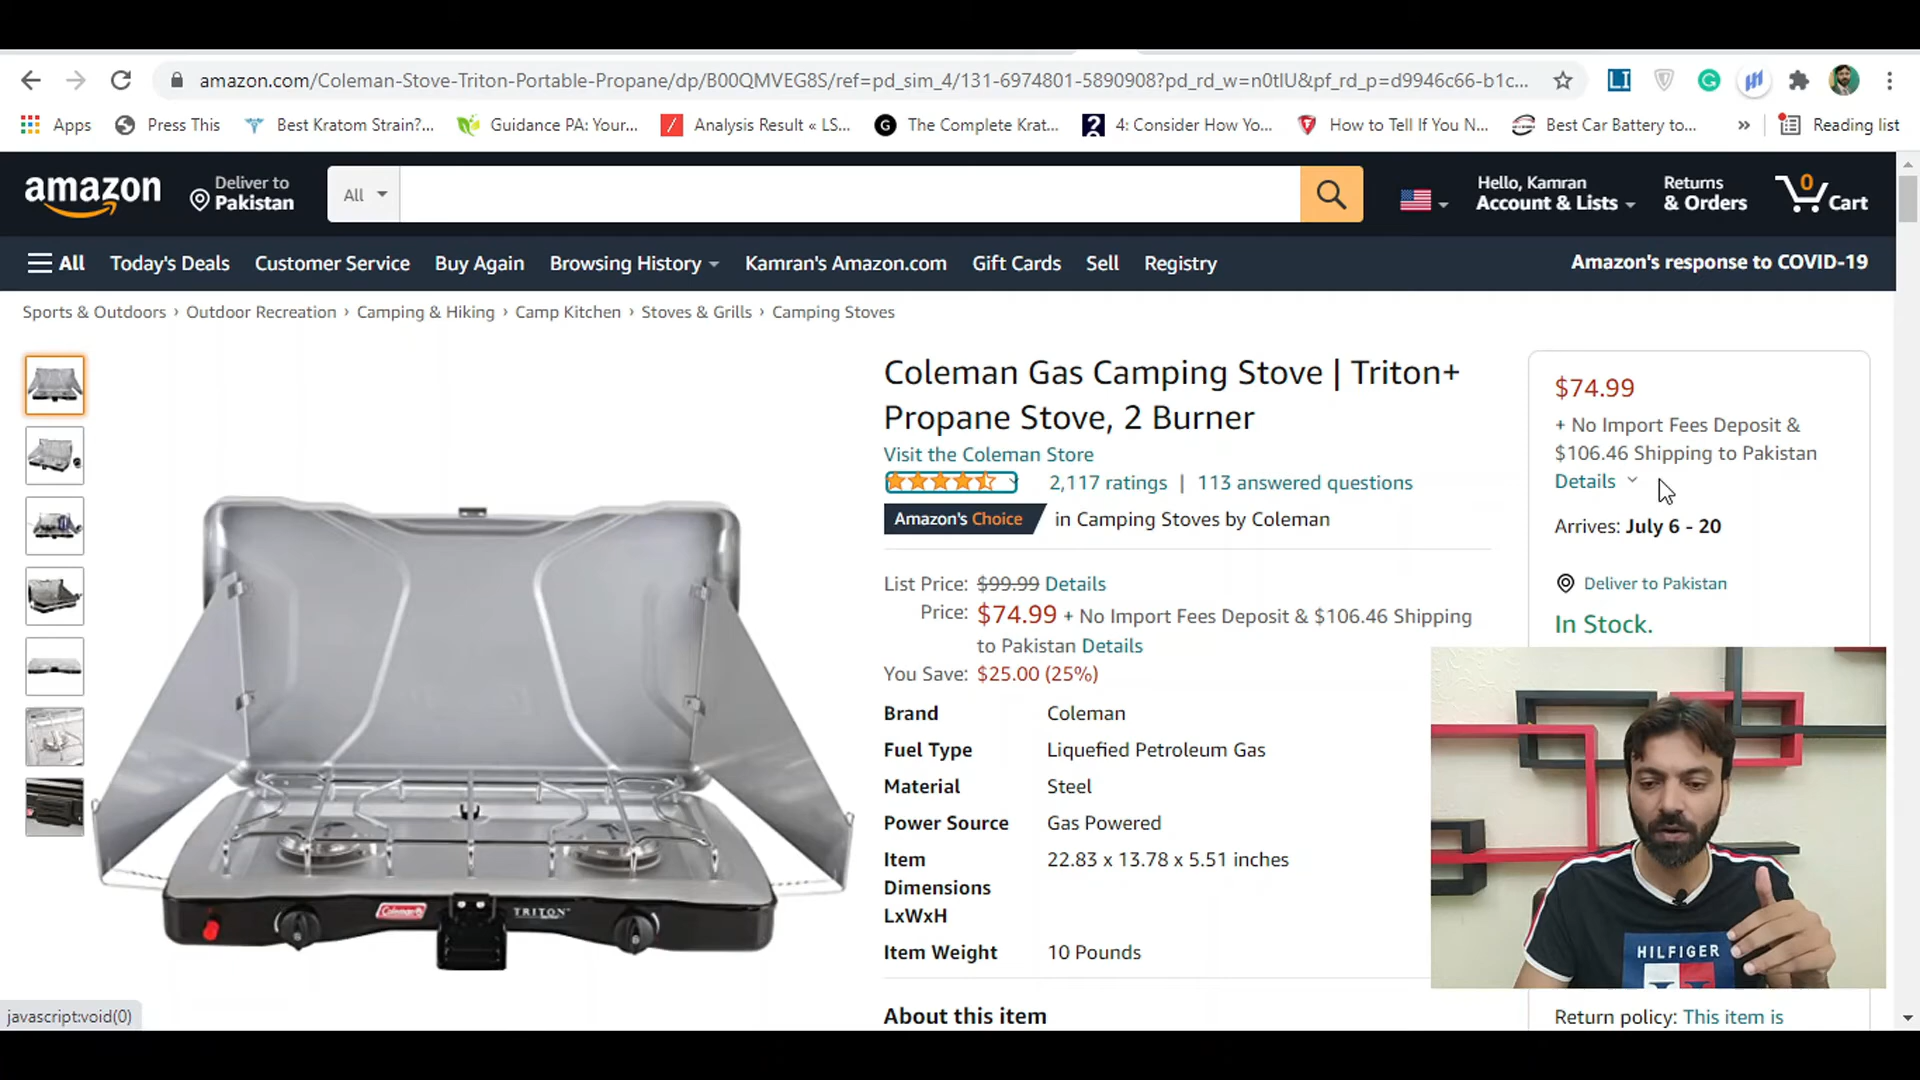 amazon.com/Coleman-Stove-Triton-Portable-Propane/dp/B00QMVEG8S/ref=pd_sim_4/131-6974801-5890908?pd_rd_w=n0tlU&pf_rd_p=d9946c66-b1c...
Apps Press This Best Kratom Strain?... Guidance PA: Your... Analysis Result « LS... The Complete Krat... 4: Consider How Yo... How to Tell If You N... Best Car Battery to... » Reading list
amazon Deliver to Pakistan All Hello, Kamran Account & Lists Returns & Orders 0 Cart
All Today's Deals Customer Service Buy Again Browsing History Kamran's Amazon.com Gift Cards Sell Registry Amazon's response to COVID-19
Sports & Outdoors › Outdoor Recreation › Camping & Hiking › Camp Kitchen › Stoves & Grills › Camping Stoves
Coleman Gas Camping Stove | Triton+
Propane Stove, 2 Burner
Visit the Coleman Store
2,117 ratings | 113 answered questions
Amazon's Choice in Camping Stoves by Coleman
List Price: $99.99 Details
Price: $74.99 + No Import Fees Deposit & $106.46 Shipping
to Pakistan Details
You Save: $25.00 (25%)
Brand Coleman
Fuel Type Liquefied Petroleum Gas
Material Steel
Power Source Gas Powered
Item 22.83 x 13.78 x 5.51 inches
Dimensions
LxWxH
Item Weight 10 Pounds
About this item
$74.99
+ No Import Fees Deposit &
$106.46 Shipping to Pakistan
Details
Arrives: July 6 - 20
Deliver to Pakistan
In Stock.
Return policy: This item is
Coleman TRITON
HILFIGER
javascript:void(0)